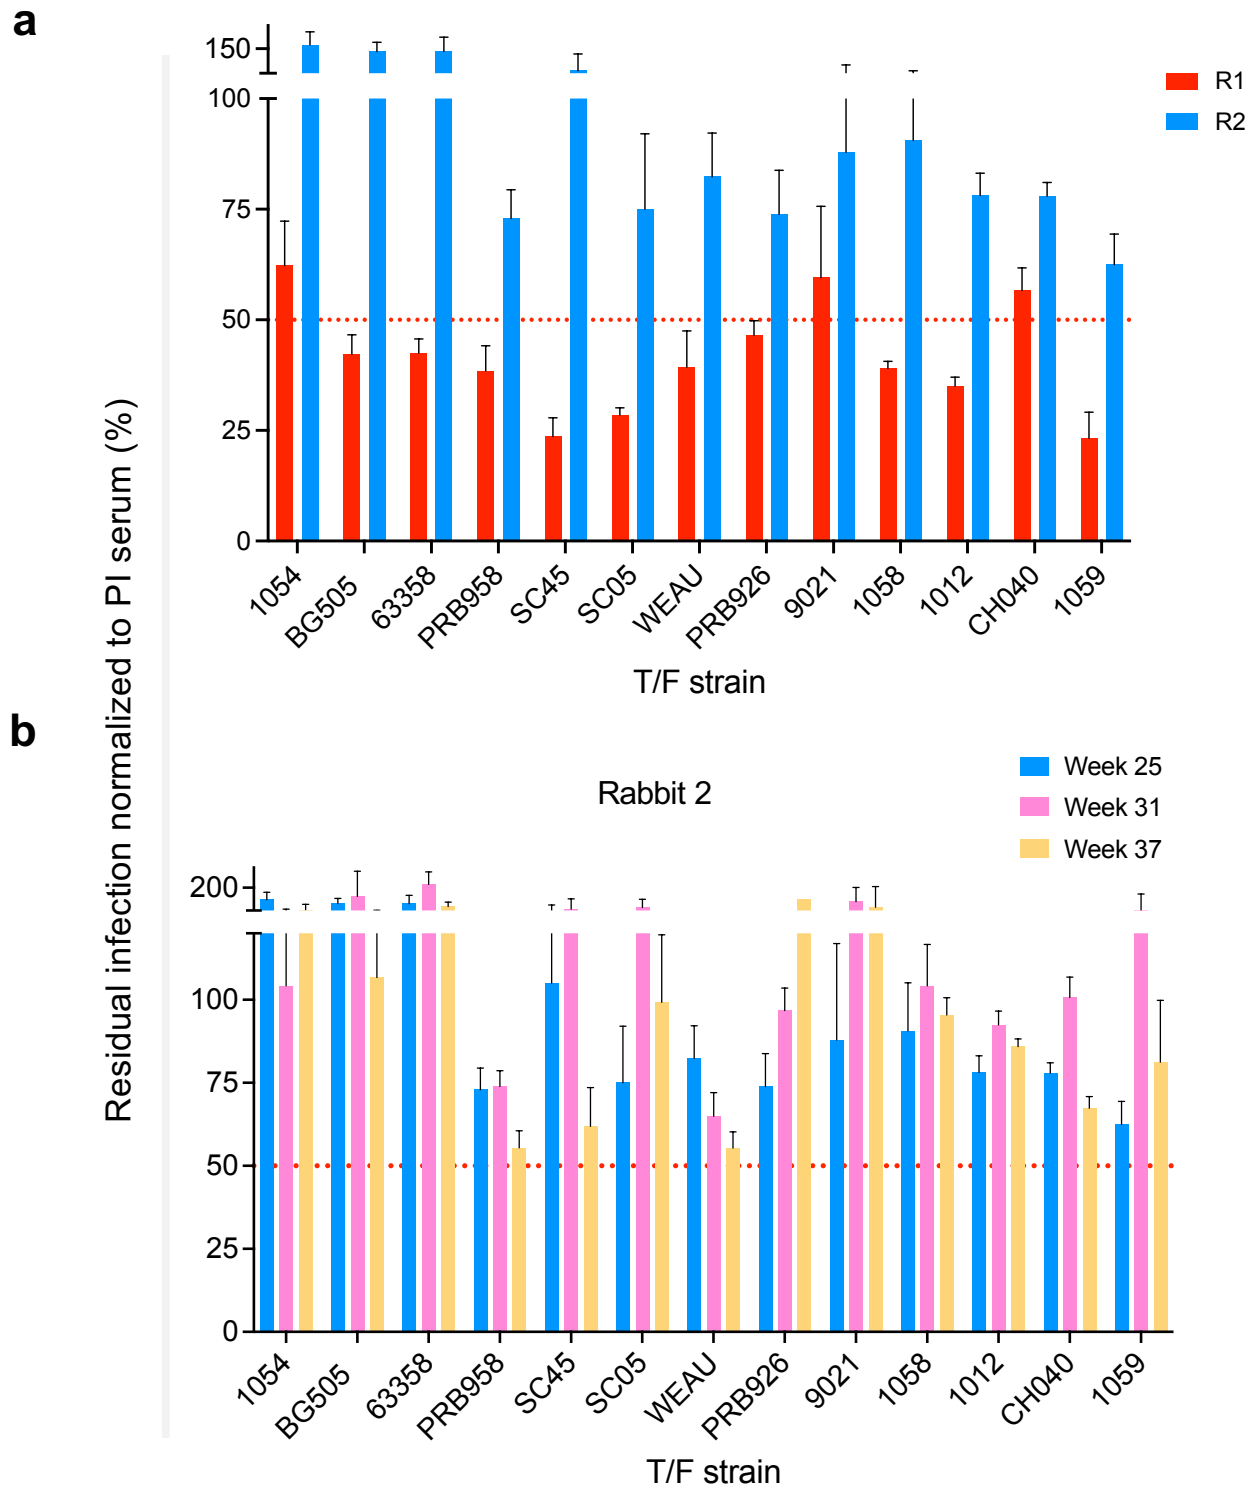 a
150
100
75
50
25
0
R1
R2
1054
BG505
63358
PRB958
SC45
SC05
WEAU
PRB926
9021
1058
1012
CH040
1059
T/F strain
Residual infection normalized to PI serum (%)
b
Rabbit 2
Week 25
Week 31
Week 37
200
100
75
50
25
0
1054
BG505
63358
PRB958
SC45
SC05
WEAU
PRB926
9021
1058
1012
CH040
1059
T/F strain